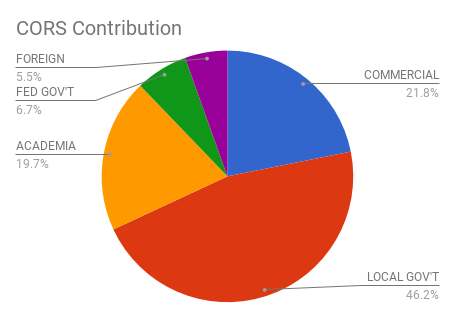 CORS Contribution
FOREIGN
5.5%
FED GOV'T
6.7%
ACADEMIA
19.7%
COMMERCIAL
21.8%
LOCAL GOV'T
46.2%